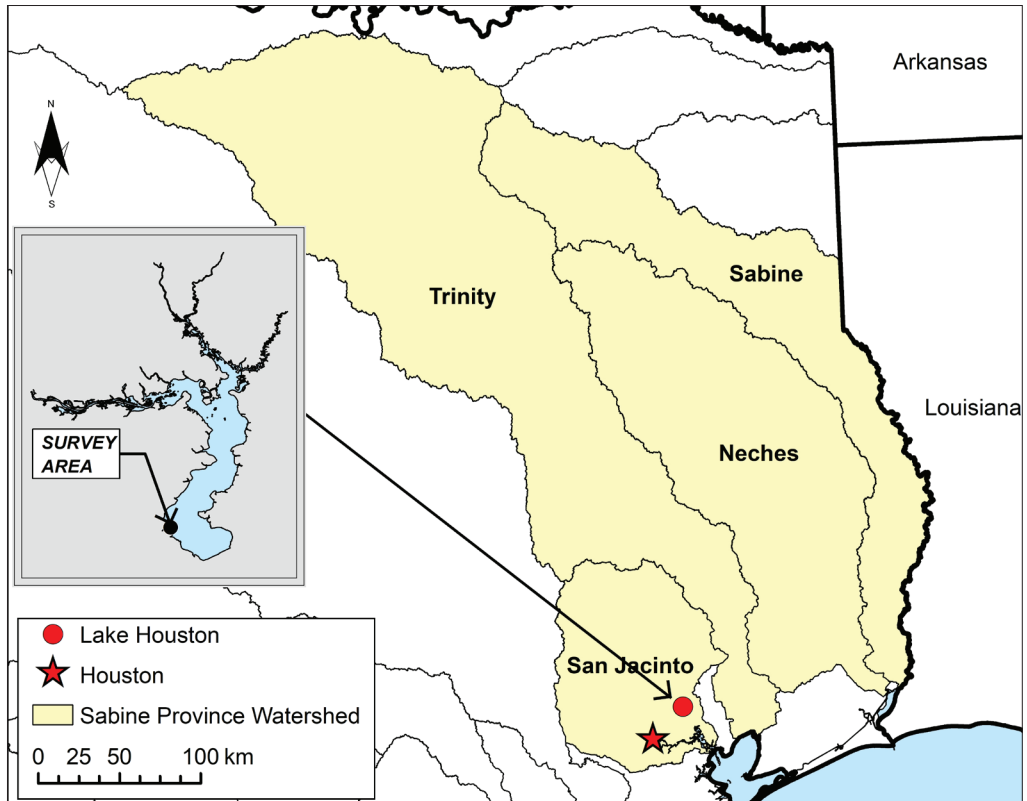 Arkansas
N
S
Sabine
Trinity
Louisiana
SURVEY
AREA
Neches
Lake Houston
San Jacinto
Houston
Sabine Province Watershed
0 25 50 100 km